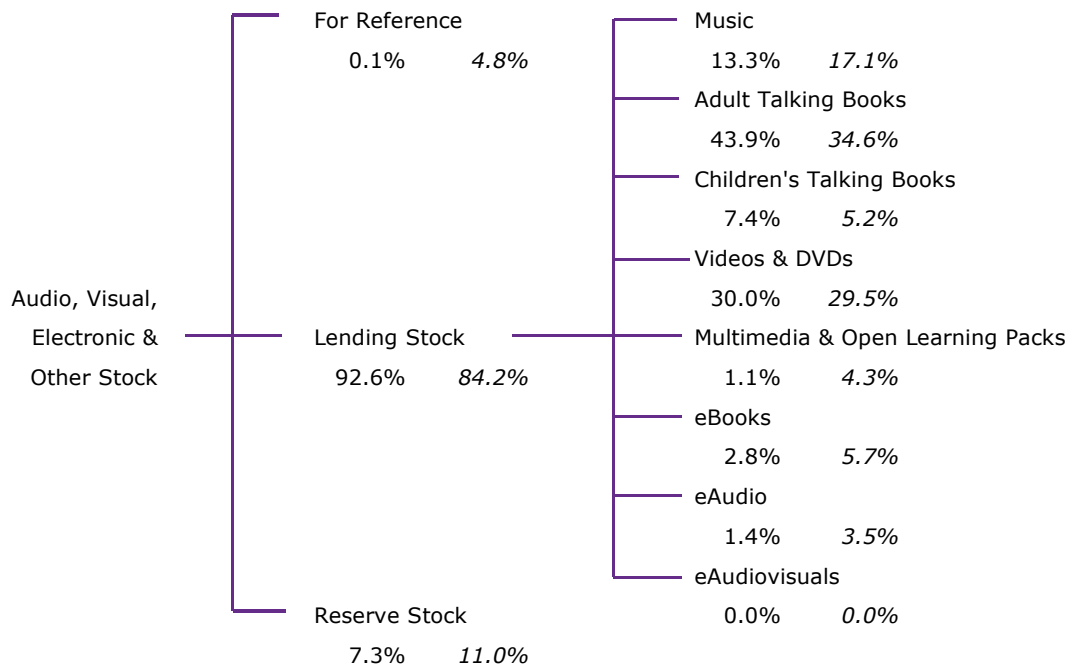 For Reference
0.1% 4.8%
Music
13.3% 17.1%
Adult Talking Books
43.9% 34.6%
Children's Talking Books
7.4% 5.2%
Videos & DVDs
30.0% 29.5%
Audio, Visual,
Electronic &
Other Stock
Lending Stock
92.6% 84.2%
Multimedia & Open Learning Packs
1.1% 4.3%
eBooks
2.8% 5.7%
eAudio
1.4% 3.5%
eAudiovisuals
0.0% 0.0%
Reserve Stock
7.3% 11.0%